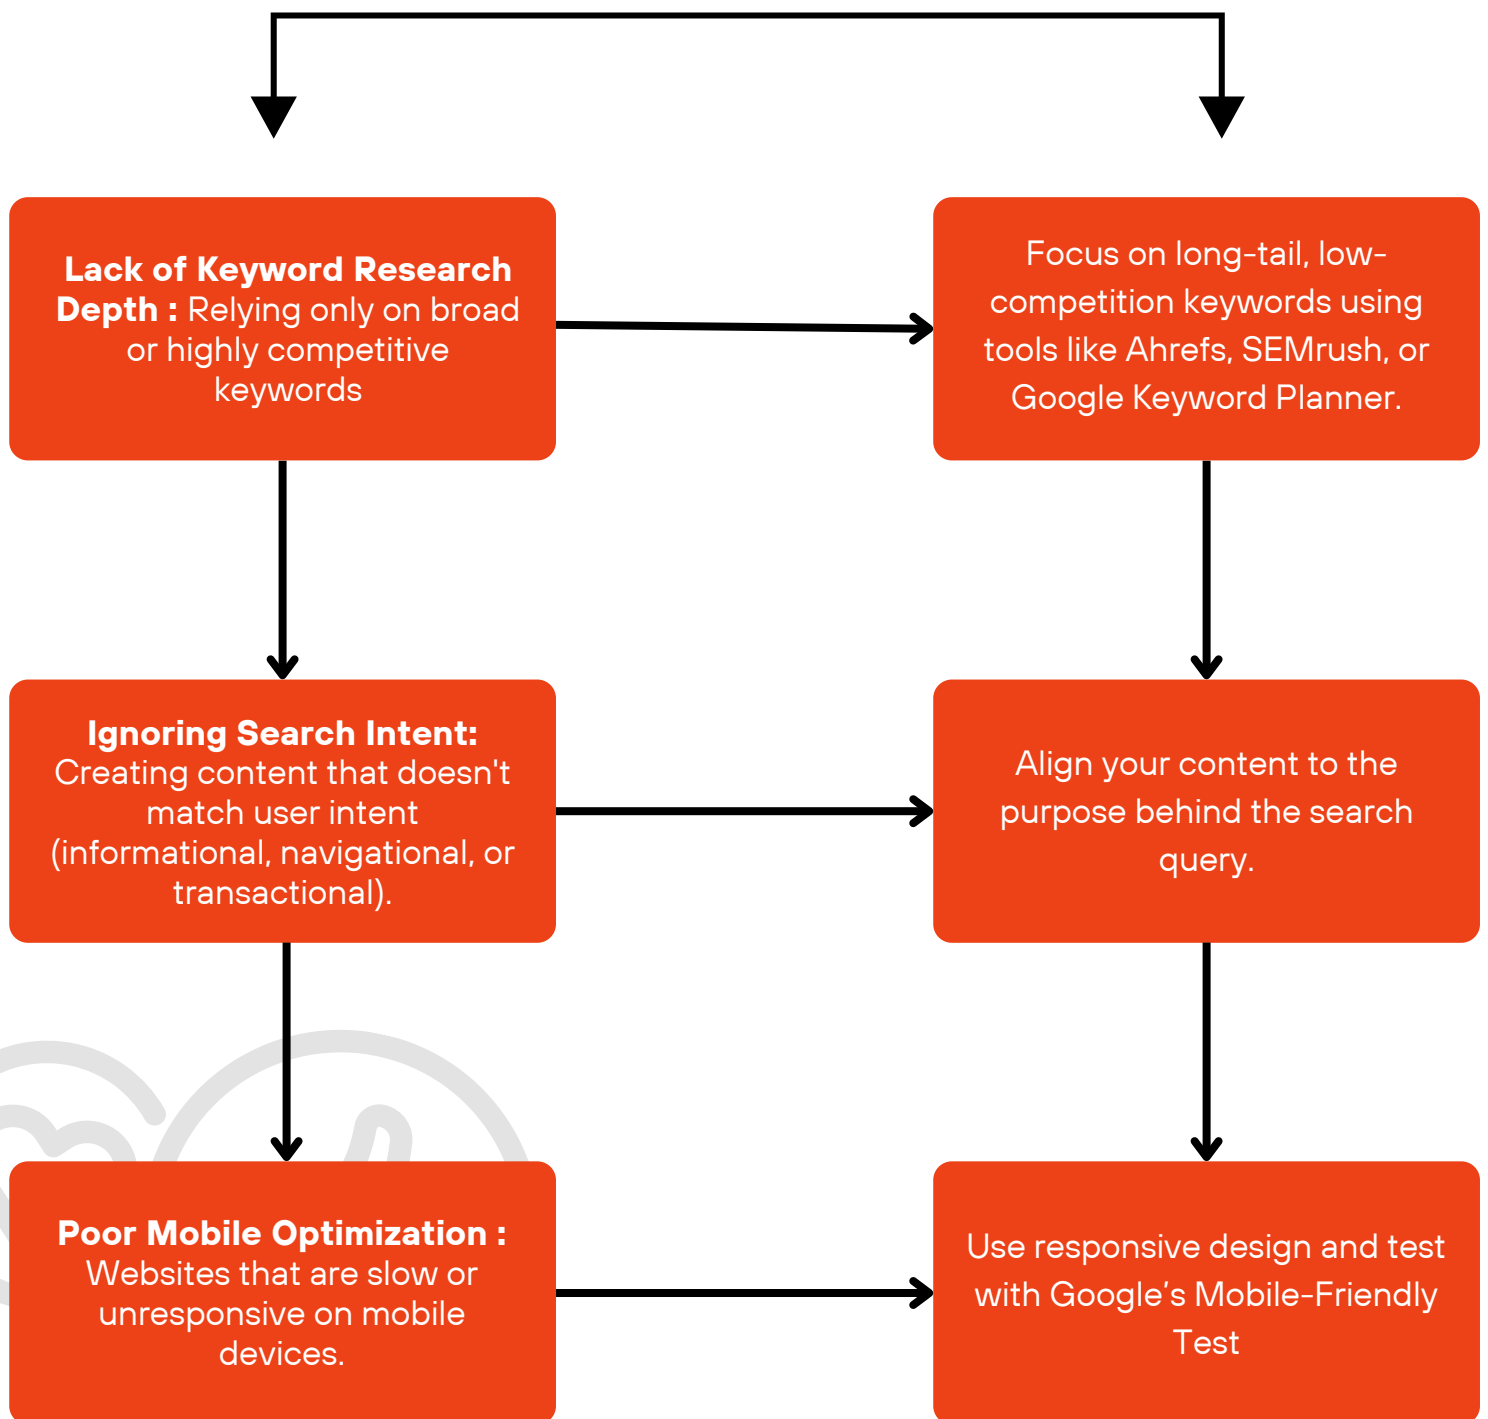 Lack of Keyword Research
Depth : Relying only on broad
or highly competitive
keywords
Focus on long-tail, low-
competition keywords using
tools like Ahrefs, SEMrush, or
Google Keyword Planner.
Ignoring Search Intent:
Creating content that doesn't
match user intent
(informational, navigational, or
transactional).
Align your content to the
purpose behind the search
query.
Poor Mobile Optimization :
Websites that are slow or
unresponsive on mobile
devices.
Use responsive design and test
with Google’s Mobile-Friendly
Test